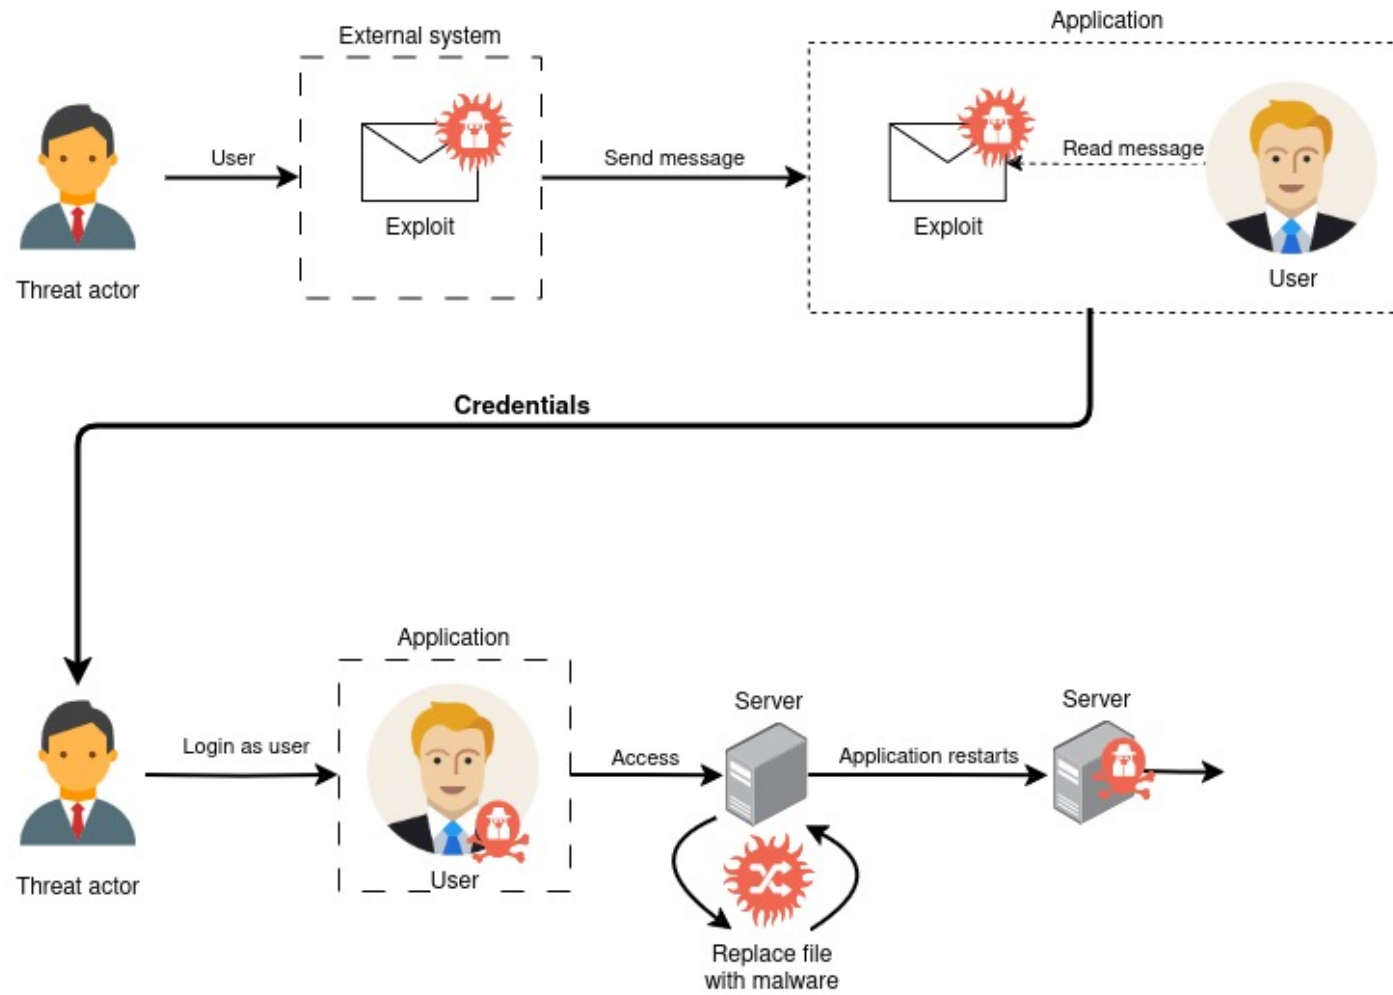 External system
Application
User
Send message
Read message
Exploit
Exploit
User
Threat actor
Credentials
Application
Login as user
Access
Server
Application restarts
Server
User
Threat actor
Replace file
with malware